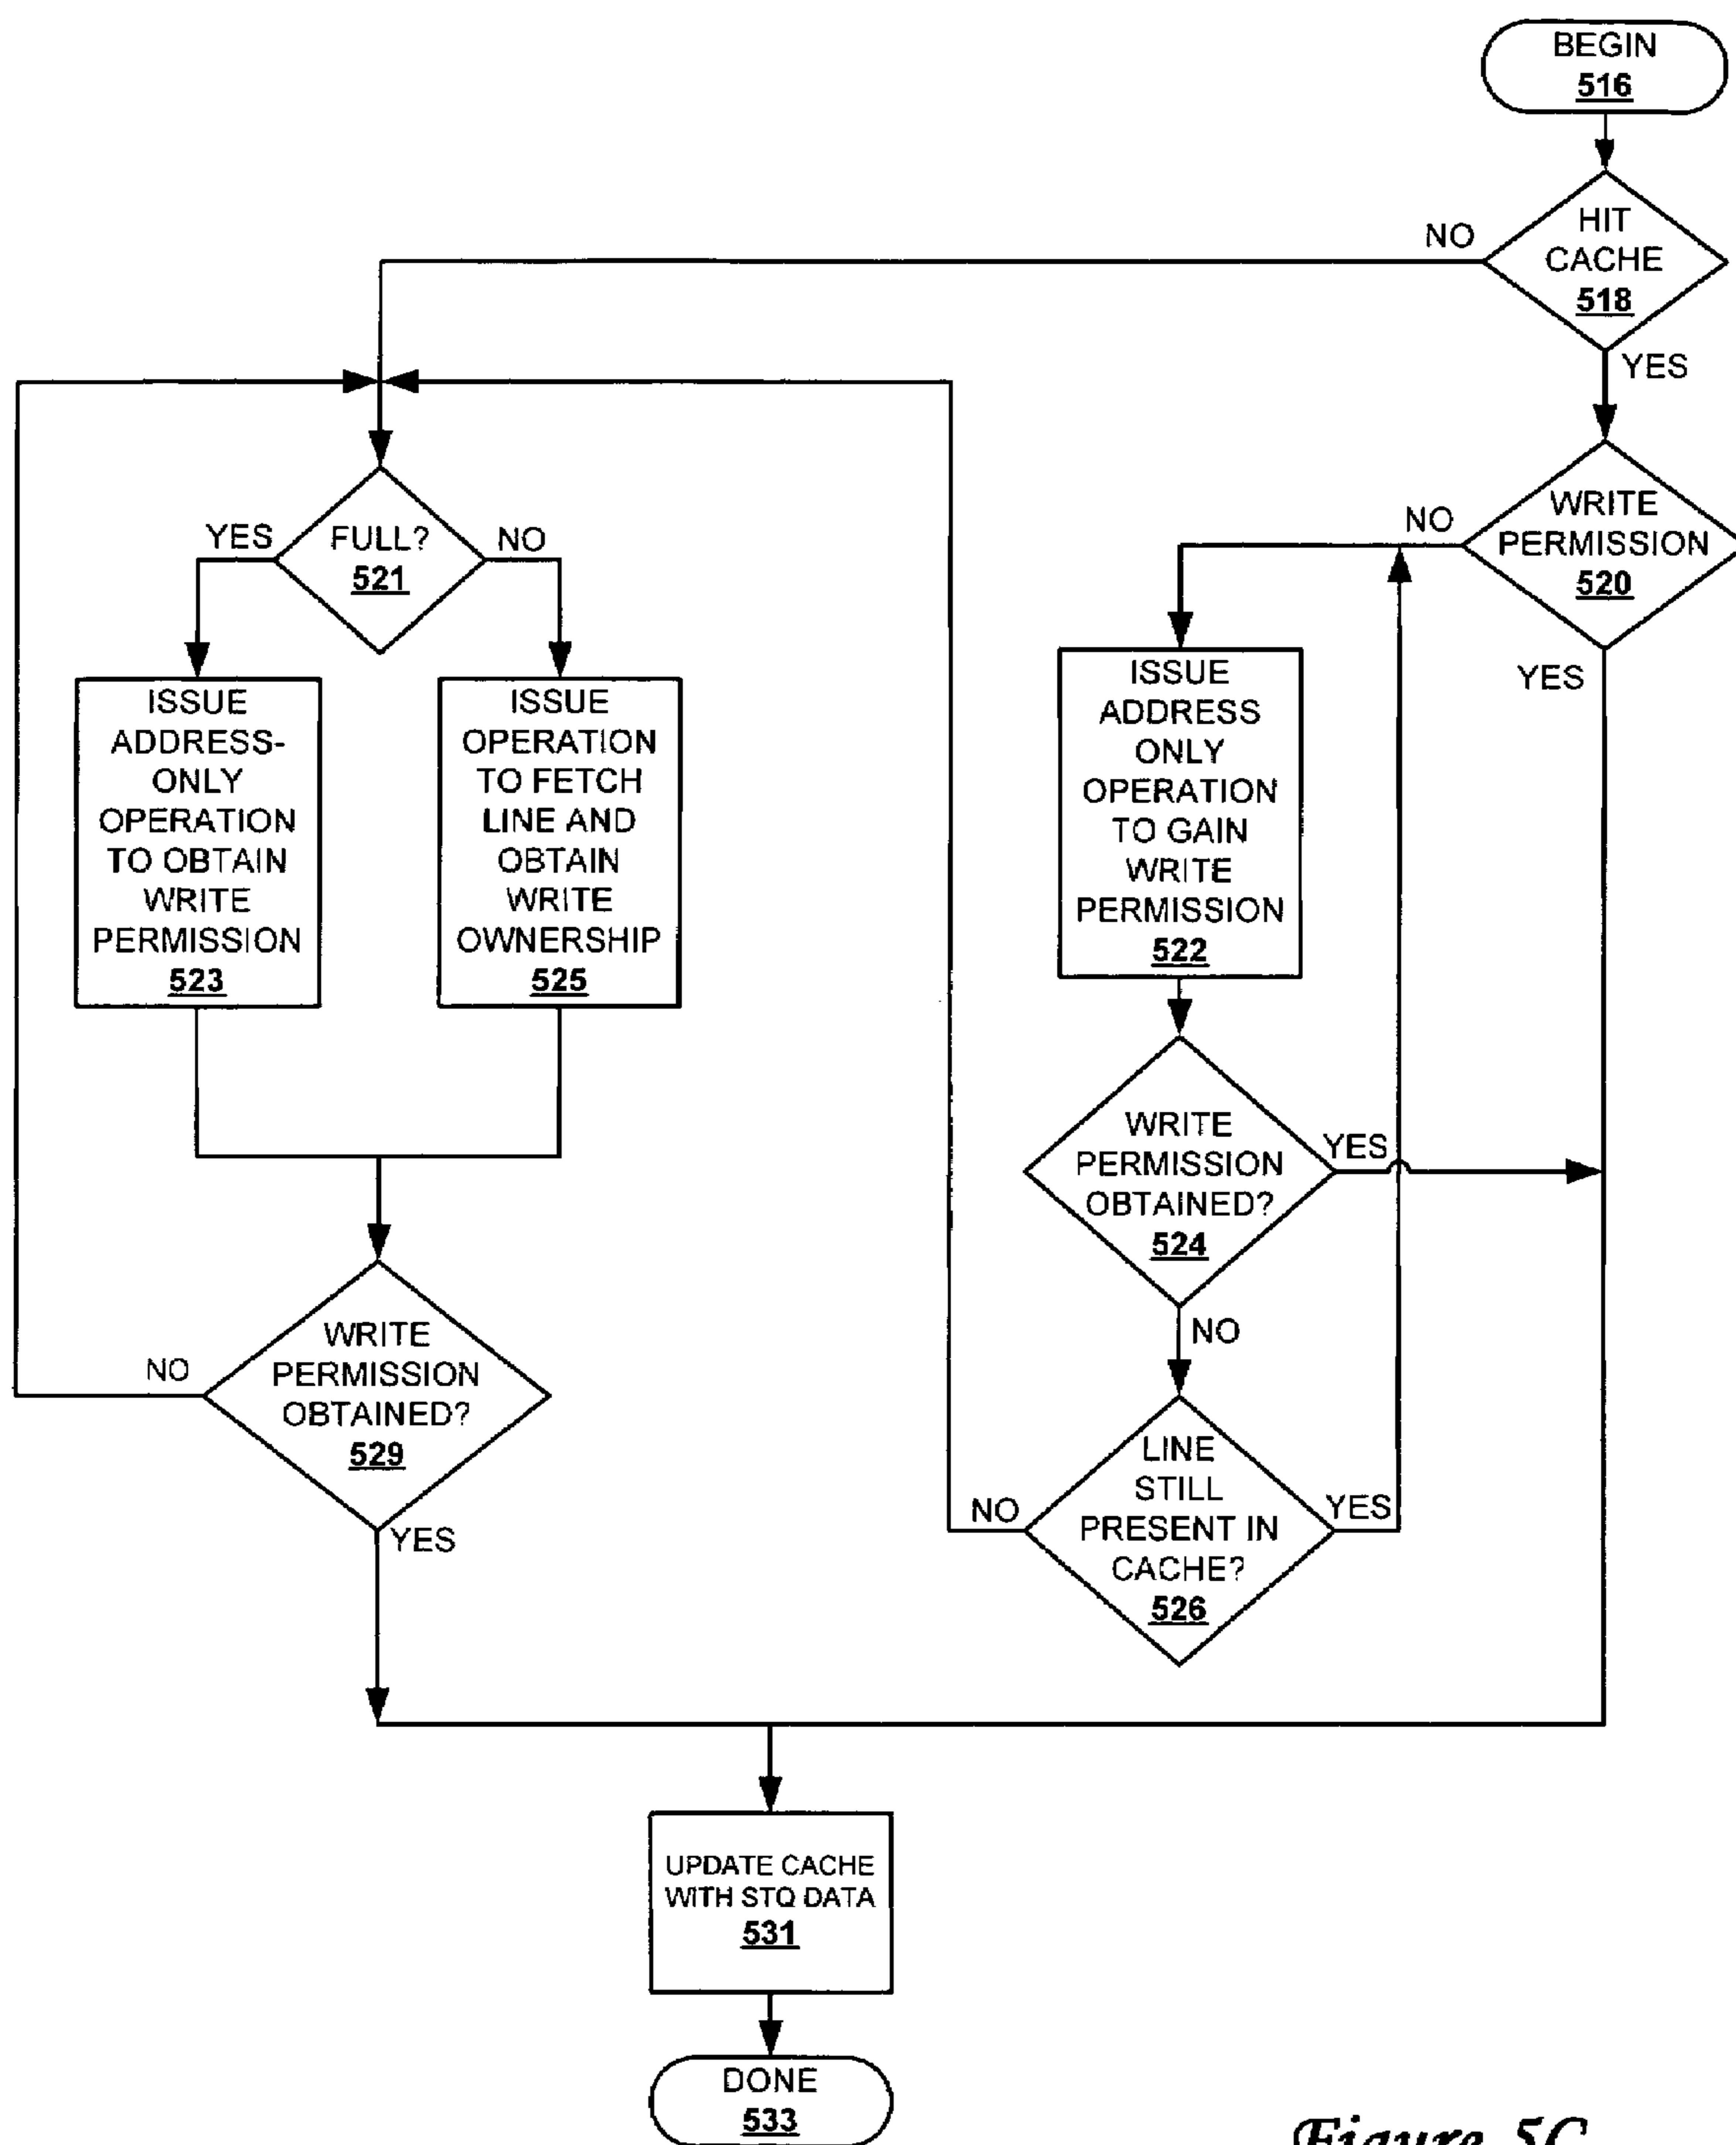 BEGIN
516
HIT
CACHE
518
NO
YES
WRITE
PERMISSION
520
NO
YES
FULL?
521
YES
NO
ISSUE
ADDRESS-
ONLY
OPERATION
TO OBTAIN
WRITE
PERMISSION
523
ISSUE
OPERATION
TO FETCH
LINE AND
OBTAIN
WRITE
OWNERSHIP
525
ISSUE
ADDRESS
ONLY
OPERATION
TO GAIN
WRITE
PERMISSION
522
WRITE
PERMISSION
OBTAINED?
524
YES
NO
WRITE
PERMISSION
OBTAINED?
529
NO
YES
LINE
STILL
PRESENT IN
CACHE?
526
NO
YES
UPDATE CACHE
WITH STQ DATA
531
DONE
533
Figure 5C